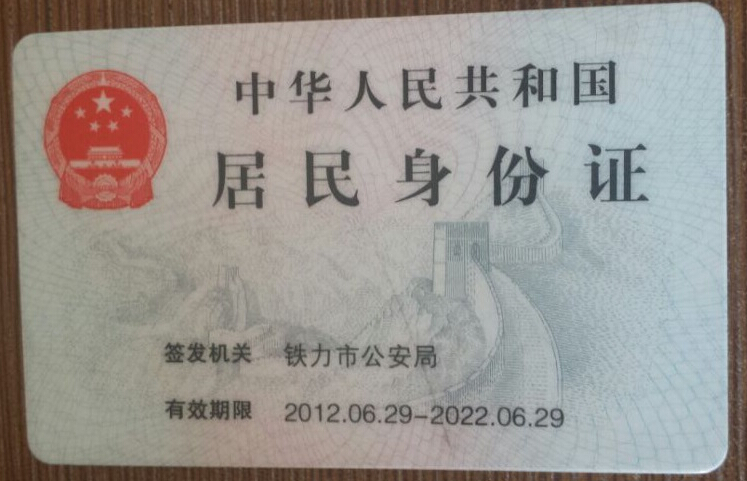 中华人民共和国
居民身份证
签发机关 铁力市公安局
有效期限 2012.06.29-2022.06.29